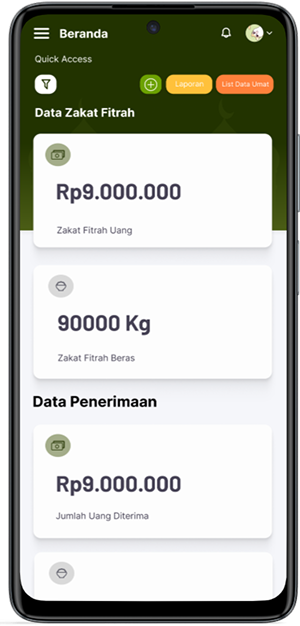 Beranda
Quick Access
Laporan
List Data Umat
Data Zakat Fitrah
Rp9.000.000
Zakat Fitrah Uang
90000 Kg
Zakat Fitrah Beras
Data Penerimaan
Rp9.000.000
Jumlah Uang Diterima